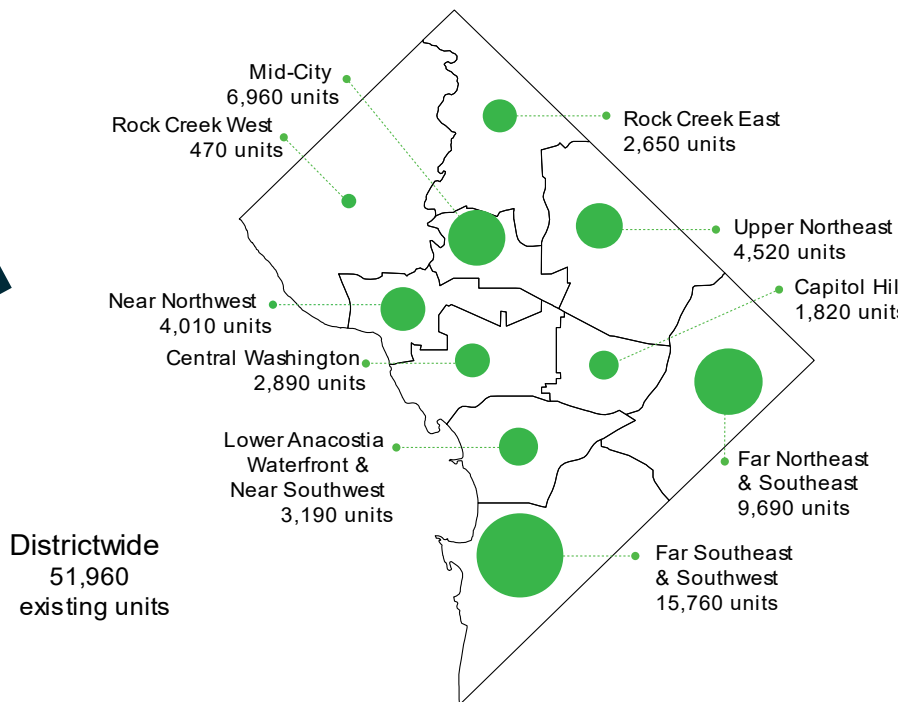 Mid-City
6,960 units
Rock Creek West
470 units
Rock Creek East
2,650 units
Upper Northeast
4,520 units
Capitol Hil
1,820 units
Near Northwest
4,010 units
Central Washington
2,890 units
Lower Anacostia
Waterfront &
Near Southwest
3,190 units
Far Northeast
& Southeast
9,690 units
Far Southeast
& Southwest
15,760 units
Districtwide
51,960
existing units